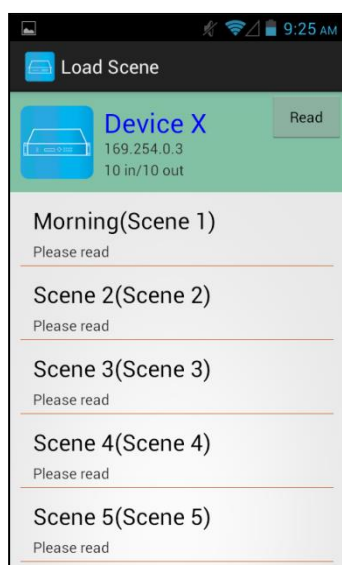 9:25 AM
Load Scene
Device X
Read
169.254.0.3
10 in/10 out
Morning(Scene 1)
Please read
Scene 2(Scene 2)
Please read
Scene 3(Scene 3)
Please read
Scene 4(Scene 4)
Please read
Scene 5(Scene 5)
Please read